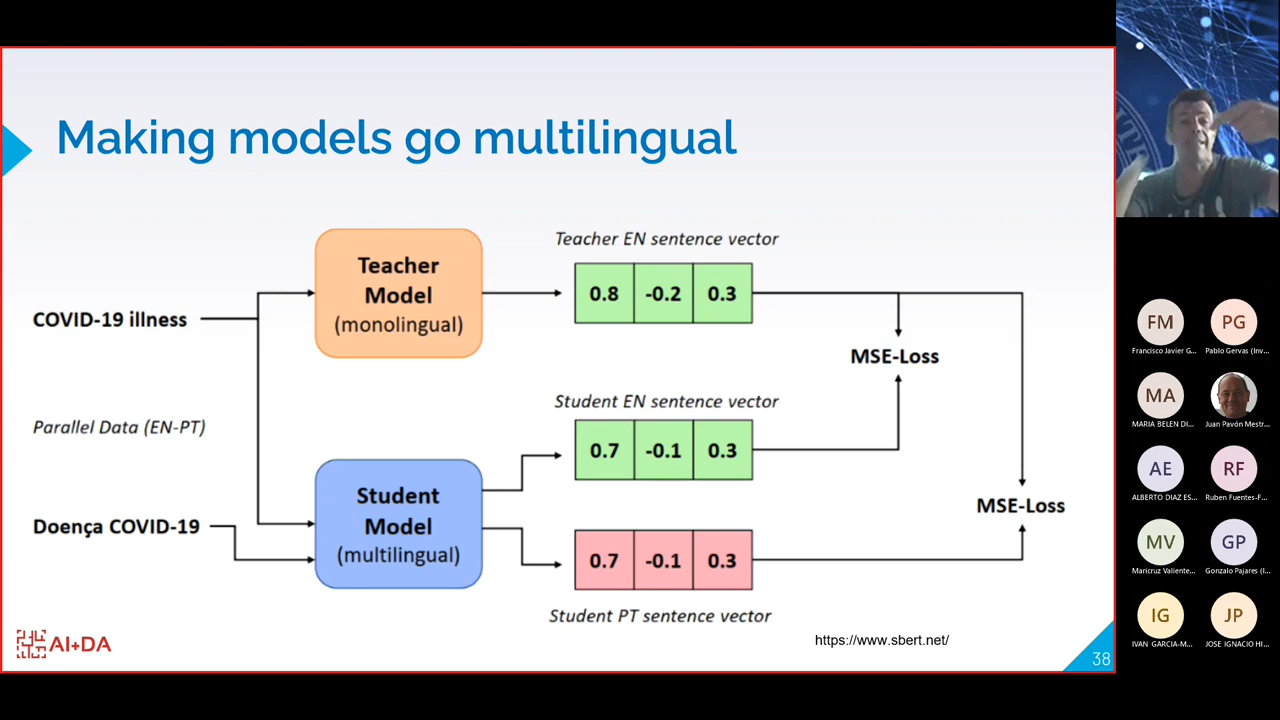 Making models go multilingual
Teacher
Model
(monolingual)
Teacher EN sentence vector
0.8 -0.2 0.3
COVID-19 illness
MSE-Loss
Student EN sentence vector
Parallel Data (EN-PT)
0.7 -0.1 0.3
Student
Model
(multilingual)
MSE-Loss
Doença COVID-19
0.7 -0.1 0.3
Student PT sentence vector
https://www.sbert.net/
AI+DA
38
FM
Francisco Javier G...
PG
Pablo Gervas (Inv...
MA
MARIA BELEN DI...
Juan Pavón Mestr...
AE
ALBERTO DIAZ ES...
RF
Ruben Fuentes-F...
MV
Maricruz Valiente...
GP
Gonzalo Pajares (I...
IG
IVAN GARCIA-M...
JP
JOSE IGNACIO HI...